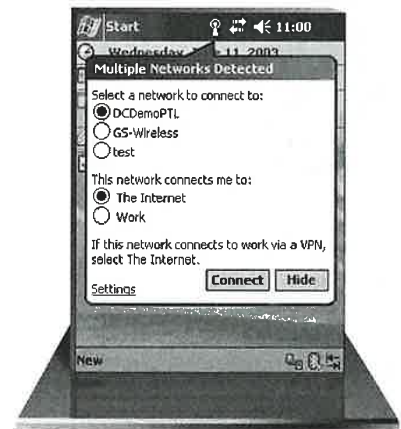 Start 11:00
Wednesday, 11, 2003
Multiple Networks Detected
Select a network to connect to:
DCDemoPTL
GS-Wireless
test
This network connects me to:
The Internet
Work
If this network connects to work via a VPN,
select The Internet.
Connect Hide
Settings
New